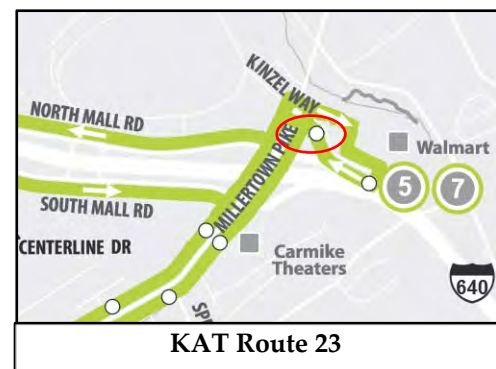 KINZEL WAY
NORTH MALL RD
MILLERTOWN PIKE
Walmart
5 7
SOUTH MALL RD
CENTERLINE DR
Carmike
Theaters
640
SP
KAT Route 23